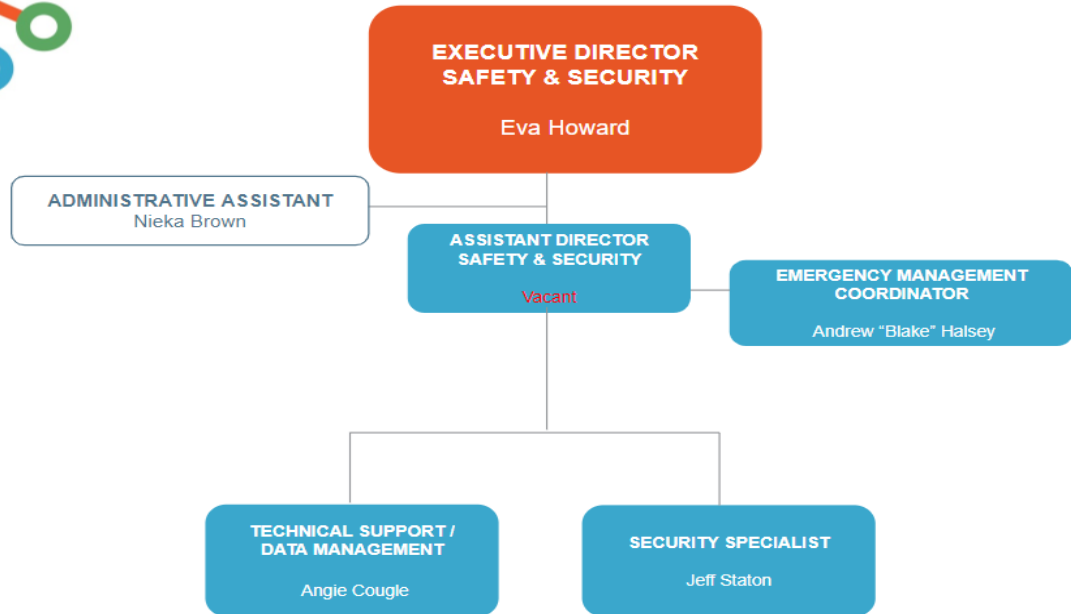 EXECUTIVE DIRECTOR
SAFETY & SECURITY
Eva Howard
ADMINISTRATIVE ASSISTANT
Nieka Brown
ASSISTANT DIRECTOR
SAFETY & SECURITY
Vacant
EMERGENCY MANAGEMENT
COORDINATOR
Andrew “Blake” Halsey
TECHNICAL SUPPORT /
DATA MANAGEMENT
Angie Cougle
SECURITY SPECIALIST
Jeff Staton